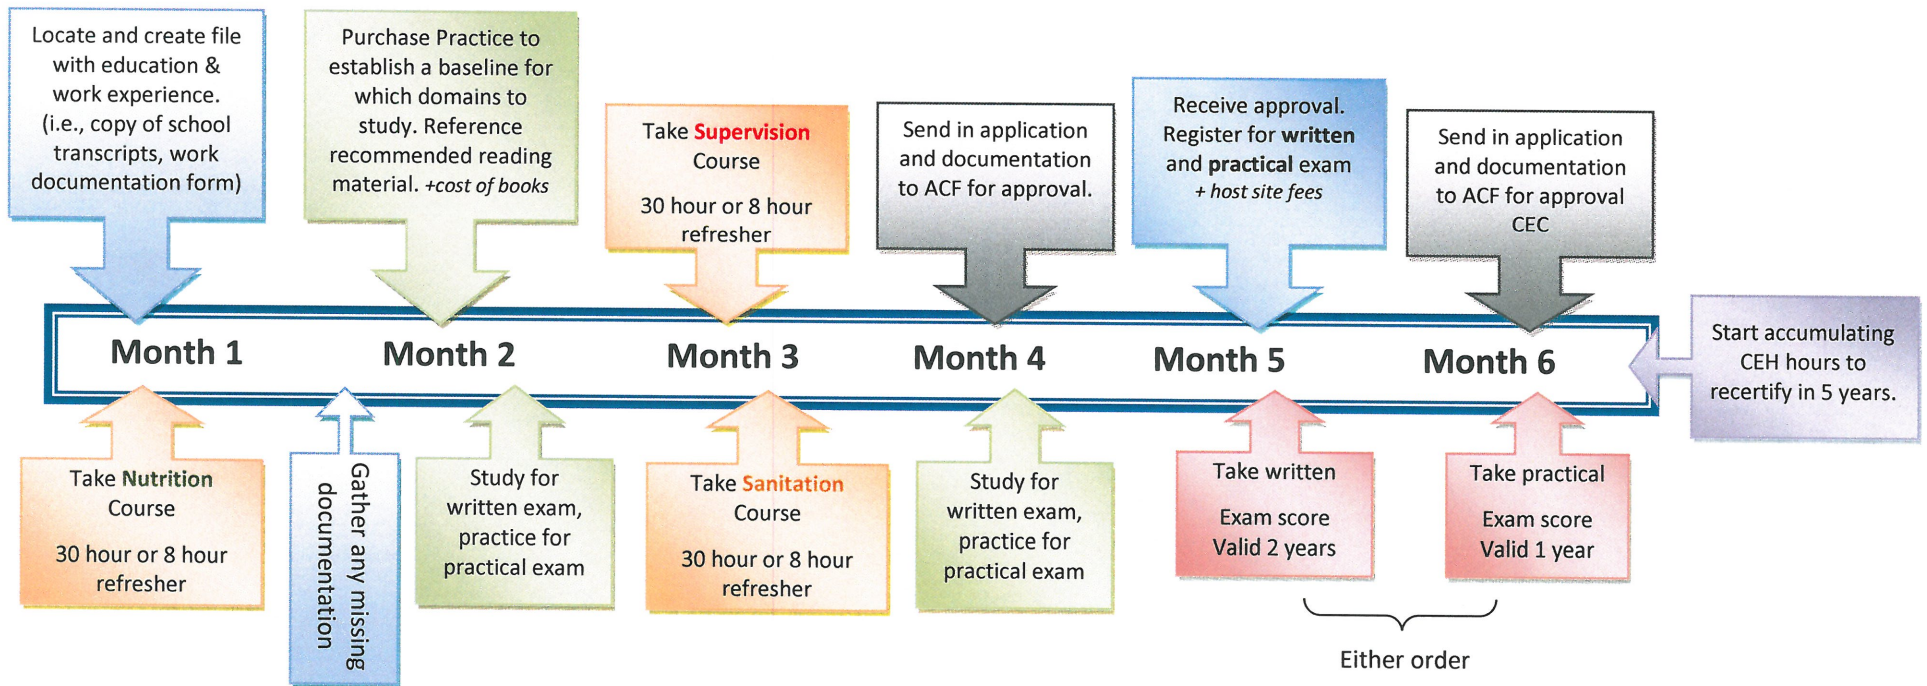 Locate and create file
with education &
work experience.
(i.e., copy of school
transcripts, work
documentation form)
Purchase Practice to
establish a baseline for
which domains to
study. Reference
recommended reading
material. +cost of books
Take Supervision
Course
30 hour or 8 hour
refresher
Send in application
and documentation
to ACF for approval.
Receive approval.
Register for written
and practical exam
+ host site fees
Send in application
and documentation
to ACF for approval
CEC
Month 1
Month 2
Month 3
Month 4
Month 5
Month 6
Start accumulating
CEH hours to
recertify in 5 years.
Take Nutrition
Course
30 hour or 8 hour
refresher
Gather any missing
documentation
Study for
written exam,
practice for
practical exam
Take Sanitation
Course
30 hour or 8 hour
refresher
Study for
written exam,
practice for
practical exam
Take written
Exam score
Valid 2 years
Take practical
Exam score
Valid 1 year
Either order